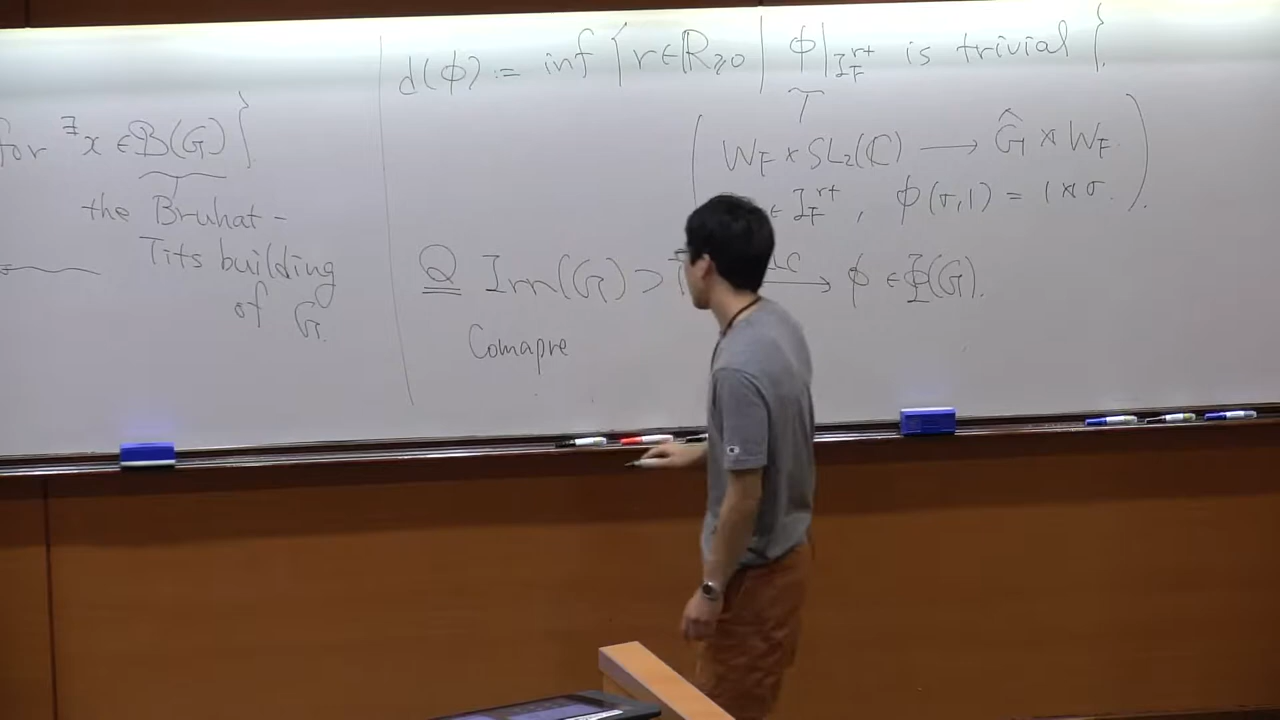 for ∃x ∈ B(G)}
the Bruhat-
Tits building
of G.
d(φ) := inf {r ∈ R≥0 | φ|_{I_F^{r+}} is trivial}.
W_F × SL₂(ℂ) → Ĝ ⋊ W_F
∈ I_F^{r+}, φ(σ,1) = 1 ⋊ σ.
Q Irr(G) ⊃ → φ ∈ Φ(G).
Comapre